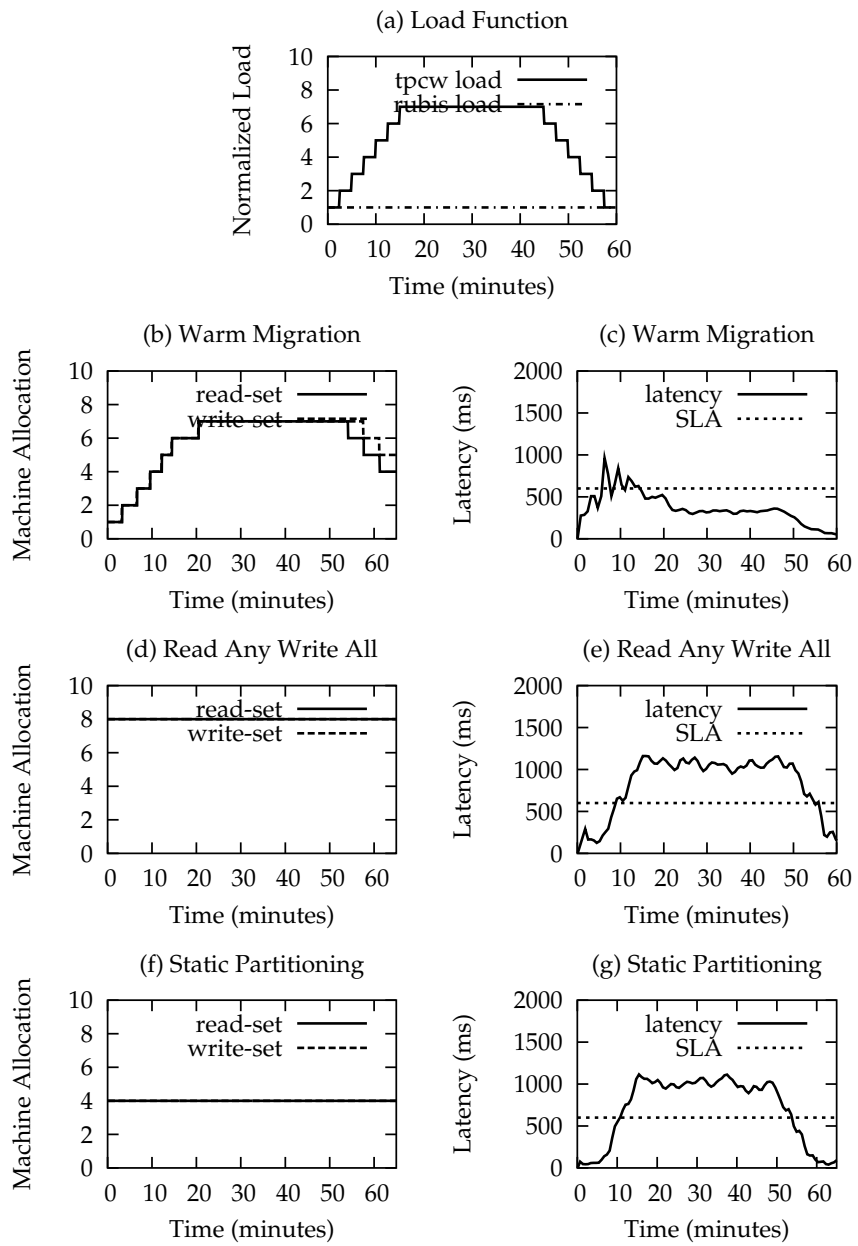 (a) Load Function
Normalized Load
10
8
6
4
2
0
tpcw load
rubis load
0 10 20 30 40 50 60
Time (minutes)
(b) Warm Migration
Machine Allocation
10
8
6
4
2
0
read-set
write-set
0 10 20 30 40 50 60
Time (minutes)
(c) Warm Migration
Latency (ms)
2000
1500
1000
500
0
latency
SLA
0 10 20 30 40 50 60
Time (minutes)
(d) Read Any Write All
Machine Allocation
10
8
6
4
2
0
read-set
write-set
0 10 20 30 40 50 60
Time (minutes)
(e) Read Any Write All
Latency (ms)
2000
1500
1000
500
0
latency
SLA
0 10 20 30 40 50 60
Time (minutes)
(f) Static Partitioning
Machine Allocation
10
8
6
4
2
0
read-set
write-set
0 10 20 30 40 50 60
Time (minutes)
(g) Static Partitioning
Latency (ms)
2000
1500
1000
500
0
latency
SLA
0 10 20 30 40 50 60
Time (minutes)